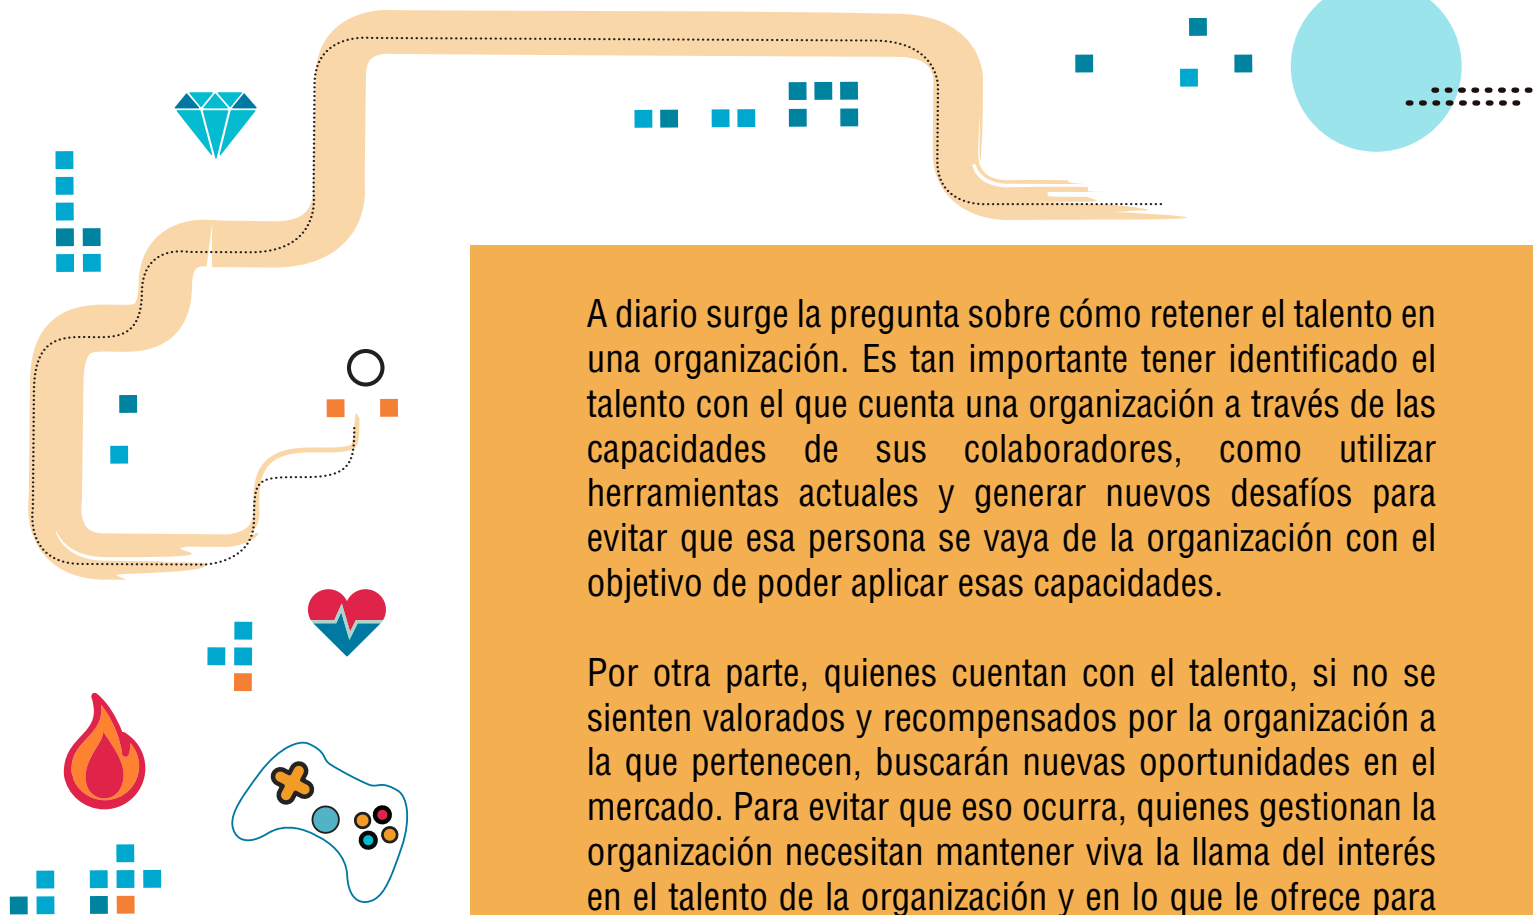 A diario surge la pregunta sobre cómo retener el talento en
una organización. Es tan importante tener identificado el
talento con el que cuenta una organización a través de las
capacidades de sus colaboradores, como utilizar
herramientas actuales y generar nuevos desafíos para
evitar que esa persona se vaya de la organización con el
objetivo de poder aplicar esas capacidades.
Por otra parte, quienes cuentan con el talento, si no se
sienten valorados y recompensados por la organización a
la que pertenecen, buscarán nuevas oportunidades en el
mercado. Para evitar que eso ocurra, quienes gestionan la
organización necesitan mantener viva la llama del interés
en el talento de la organización y en lo que le ofrece para